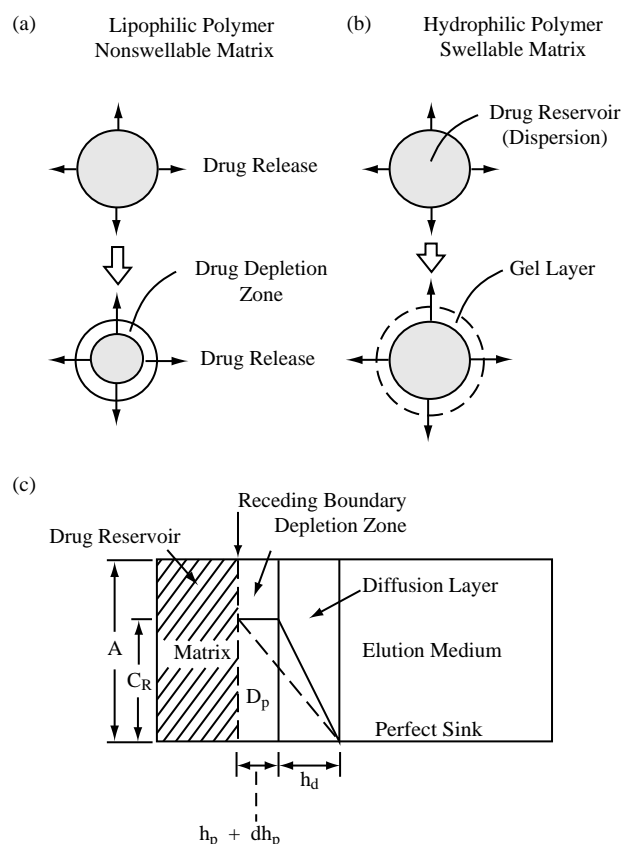 (a)
Lipophilic Polymer
Nonswellable Matrix
(b)
Hydrophilic Polymer
Swellable Matrix
Drug Release
Drug Reservoir
(Dispersion)
Drug Depletion
Zone
Gel Layer
Drug Release
(c)
Receding Boundary
Depletion Zone
Drug Reservoir
Diffusion Layer
A
C_R
Matrix
D_p
Elution Medium
Perfect Sink
h_d
h_p + dh_p